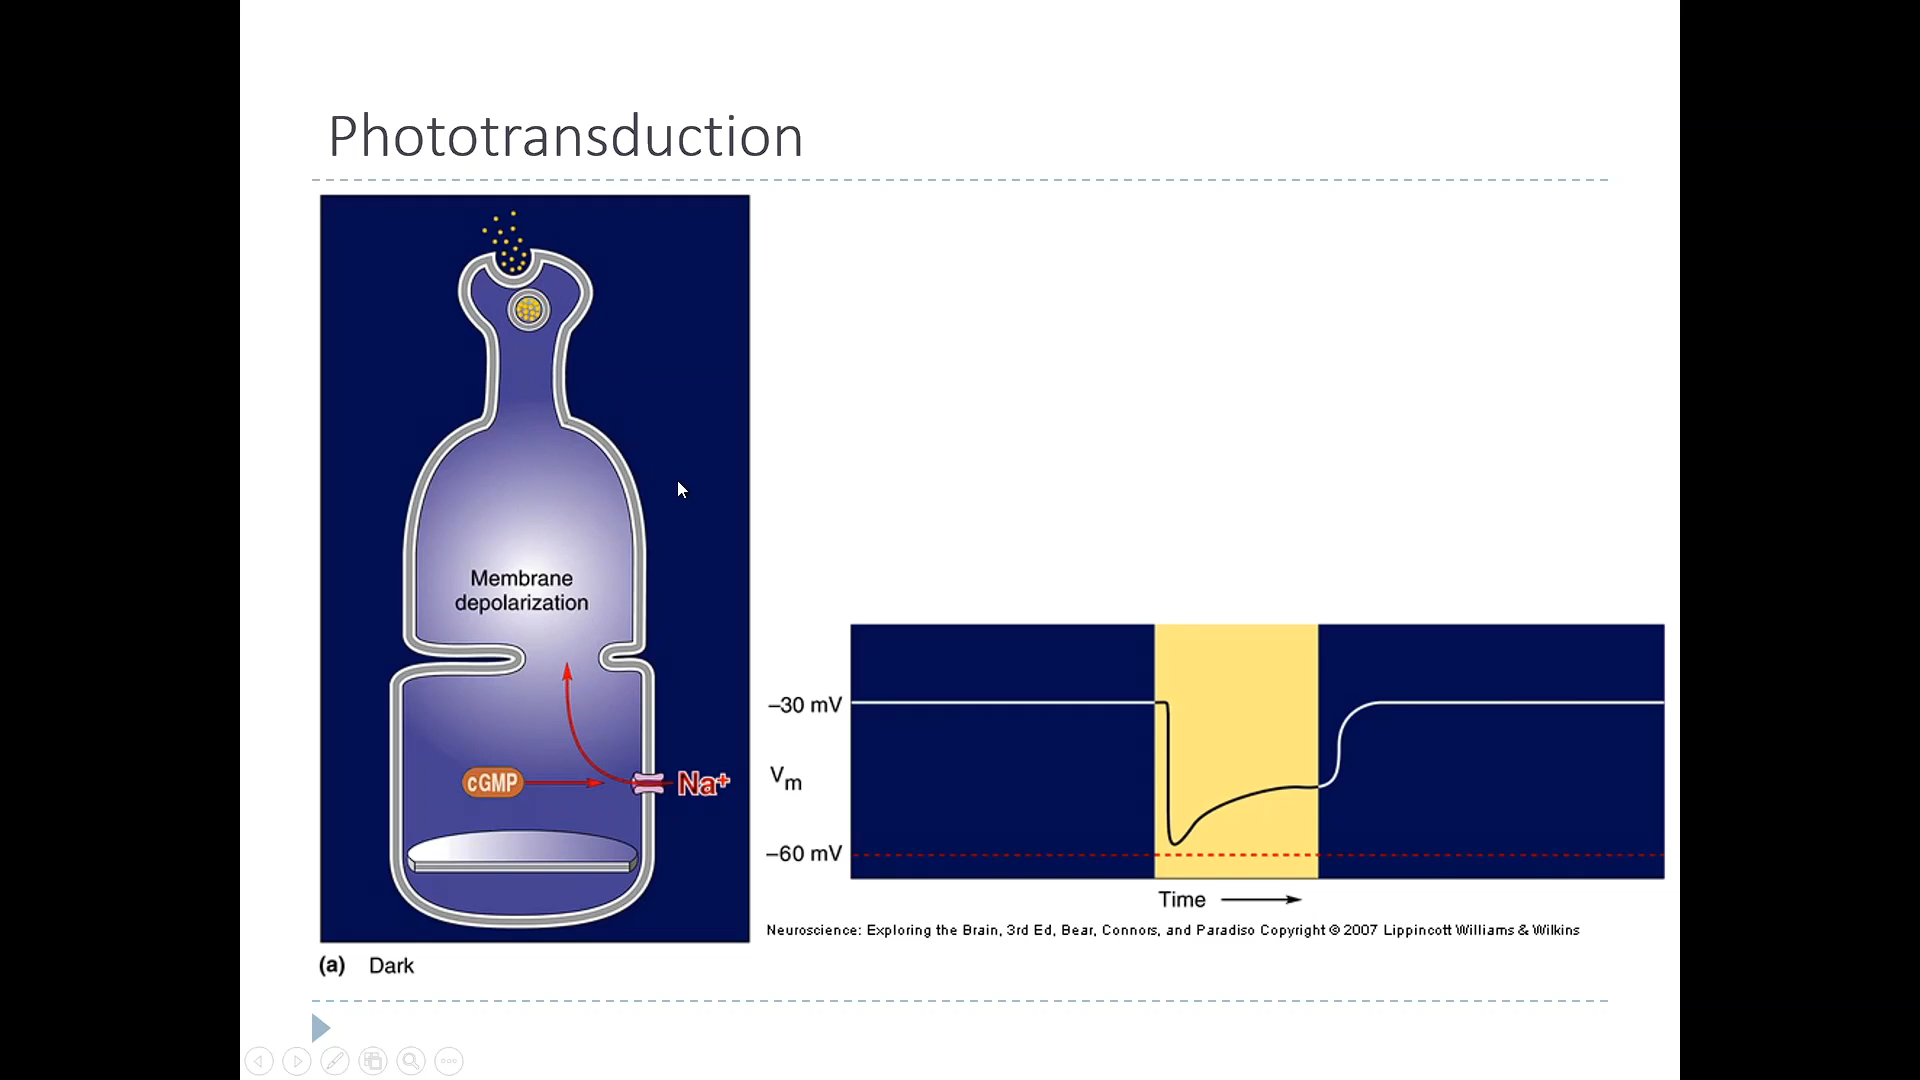 Phototransduction
Membrane
depolarization
cGMP
Na⁺
(a) Dark
–30 mV
Vm
–60 mV
Time
Neuroscience: Exploring the Brain, 3rd Ed, Bear, Connors, and Paradiso Copyright © 2007 Lippincott Williams & Wilkins